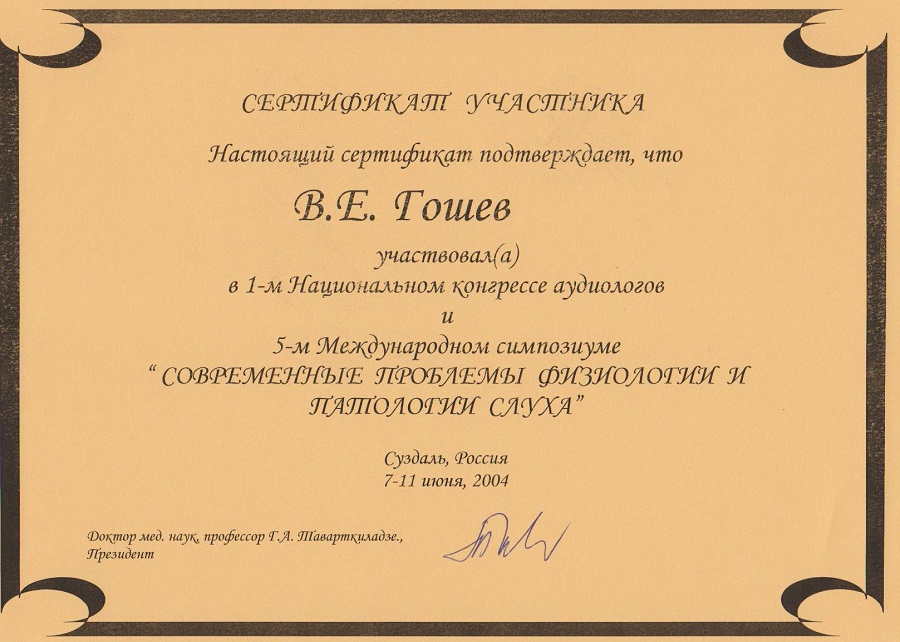 СЕРТИФИКАТ УЧАСТНИКА
Настоящий сертификат подтверждает, что
В.Е. Гошев
участвовал(а)
в 1-м Национальном конгрессе аудиологов
и
5-м Международном симпозиуме
“СОВРЕМЕННЫЕ ПРОБЛЕМЫ ФИЗИОЛОГИИ И
ПАТОЛОГИИ СЛУХА”
Суздаль, Россия
7-11 июня, 2004
Доктор мед. наук, профессор Г.А. Таварткиладзе.,
Президент